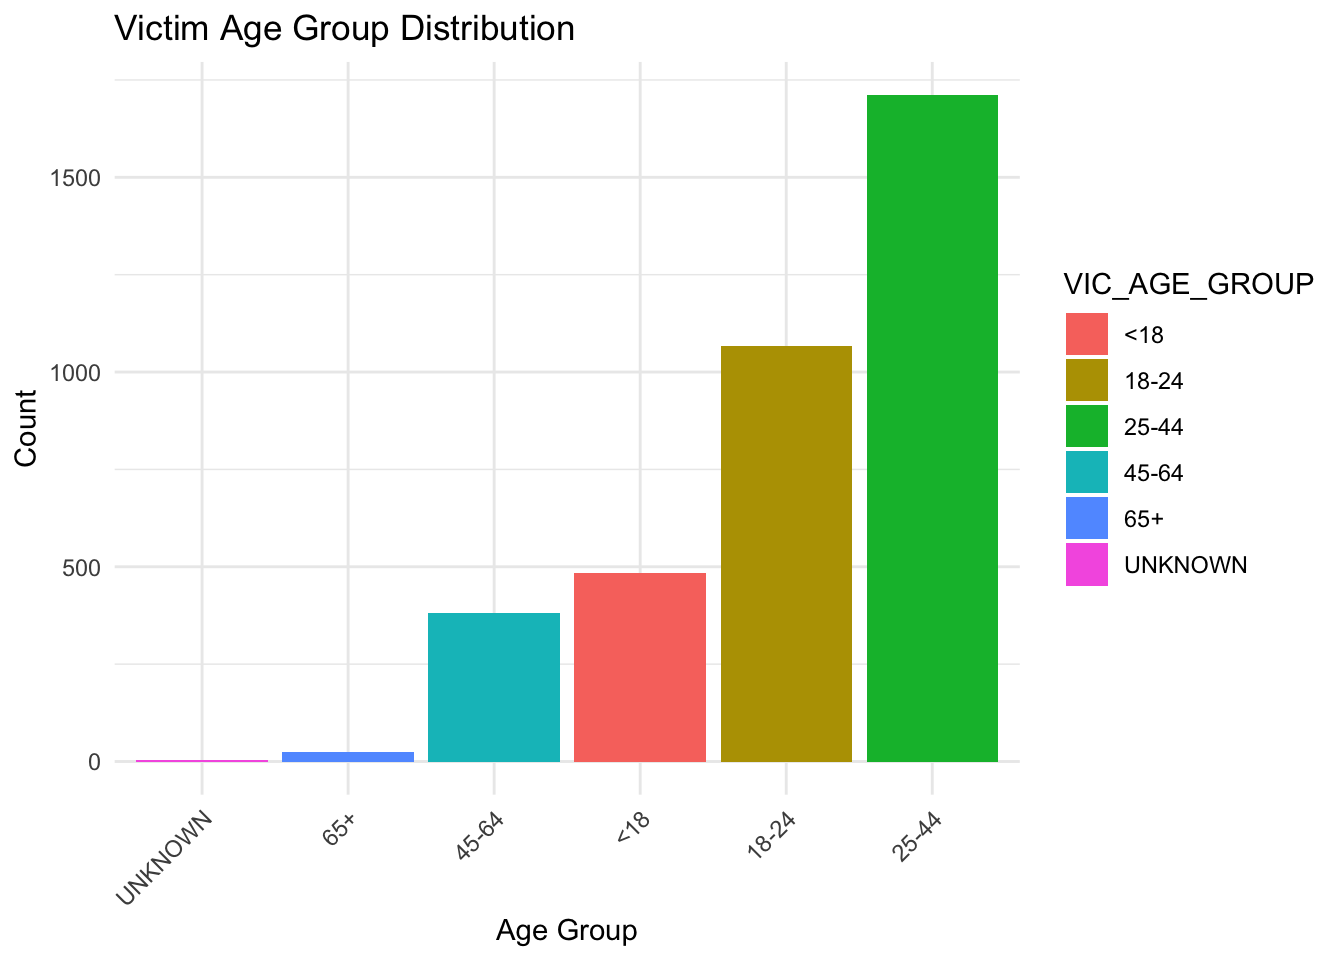 Victim Age Group Distribution
1500
1000
500
0
Count
UNKNOWN
65+
45-64
<18
18-24
25-44
Age Group
VIC_AGE_GROUP
<18
18-24
25-44
45-64
65+
UNKNOWN